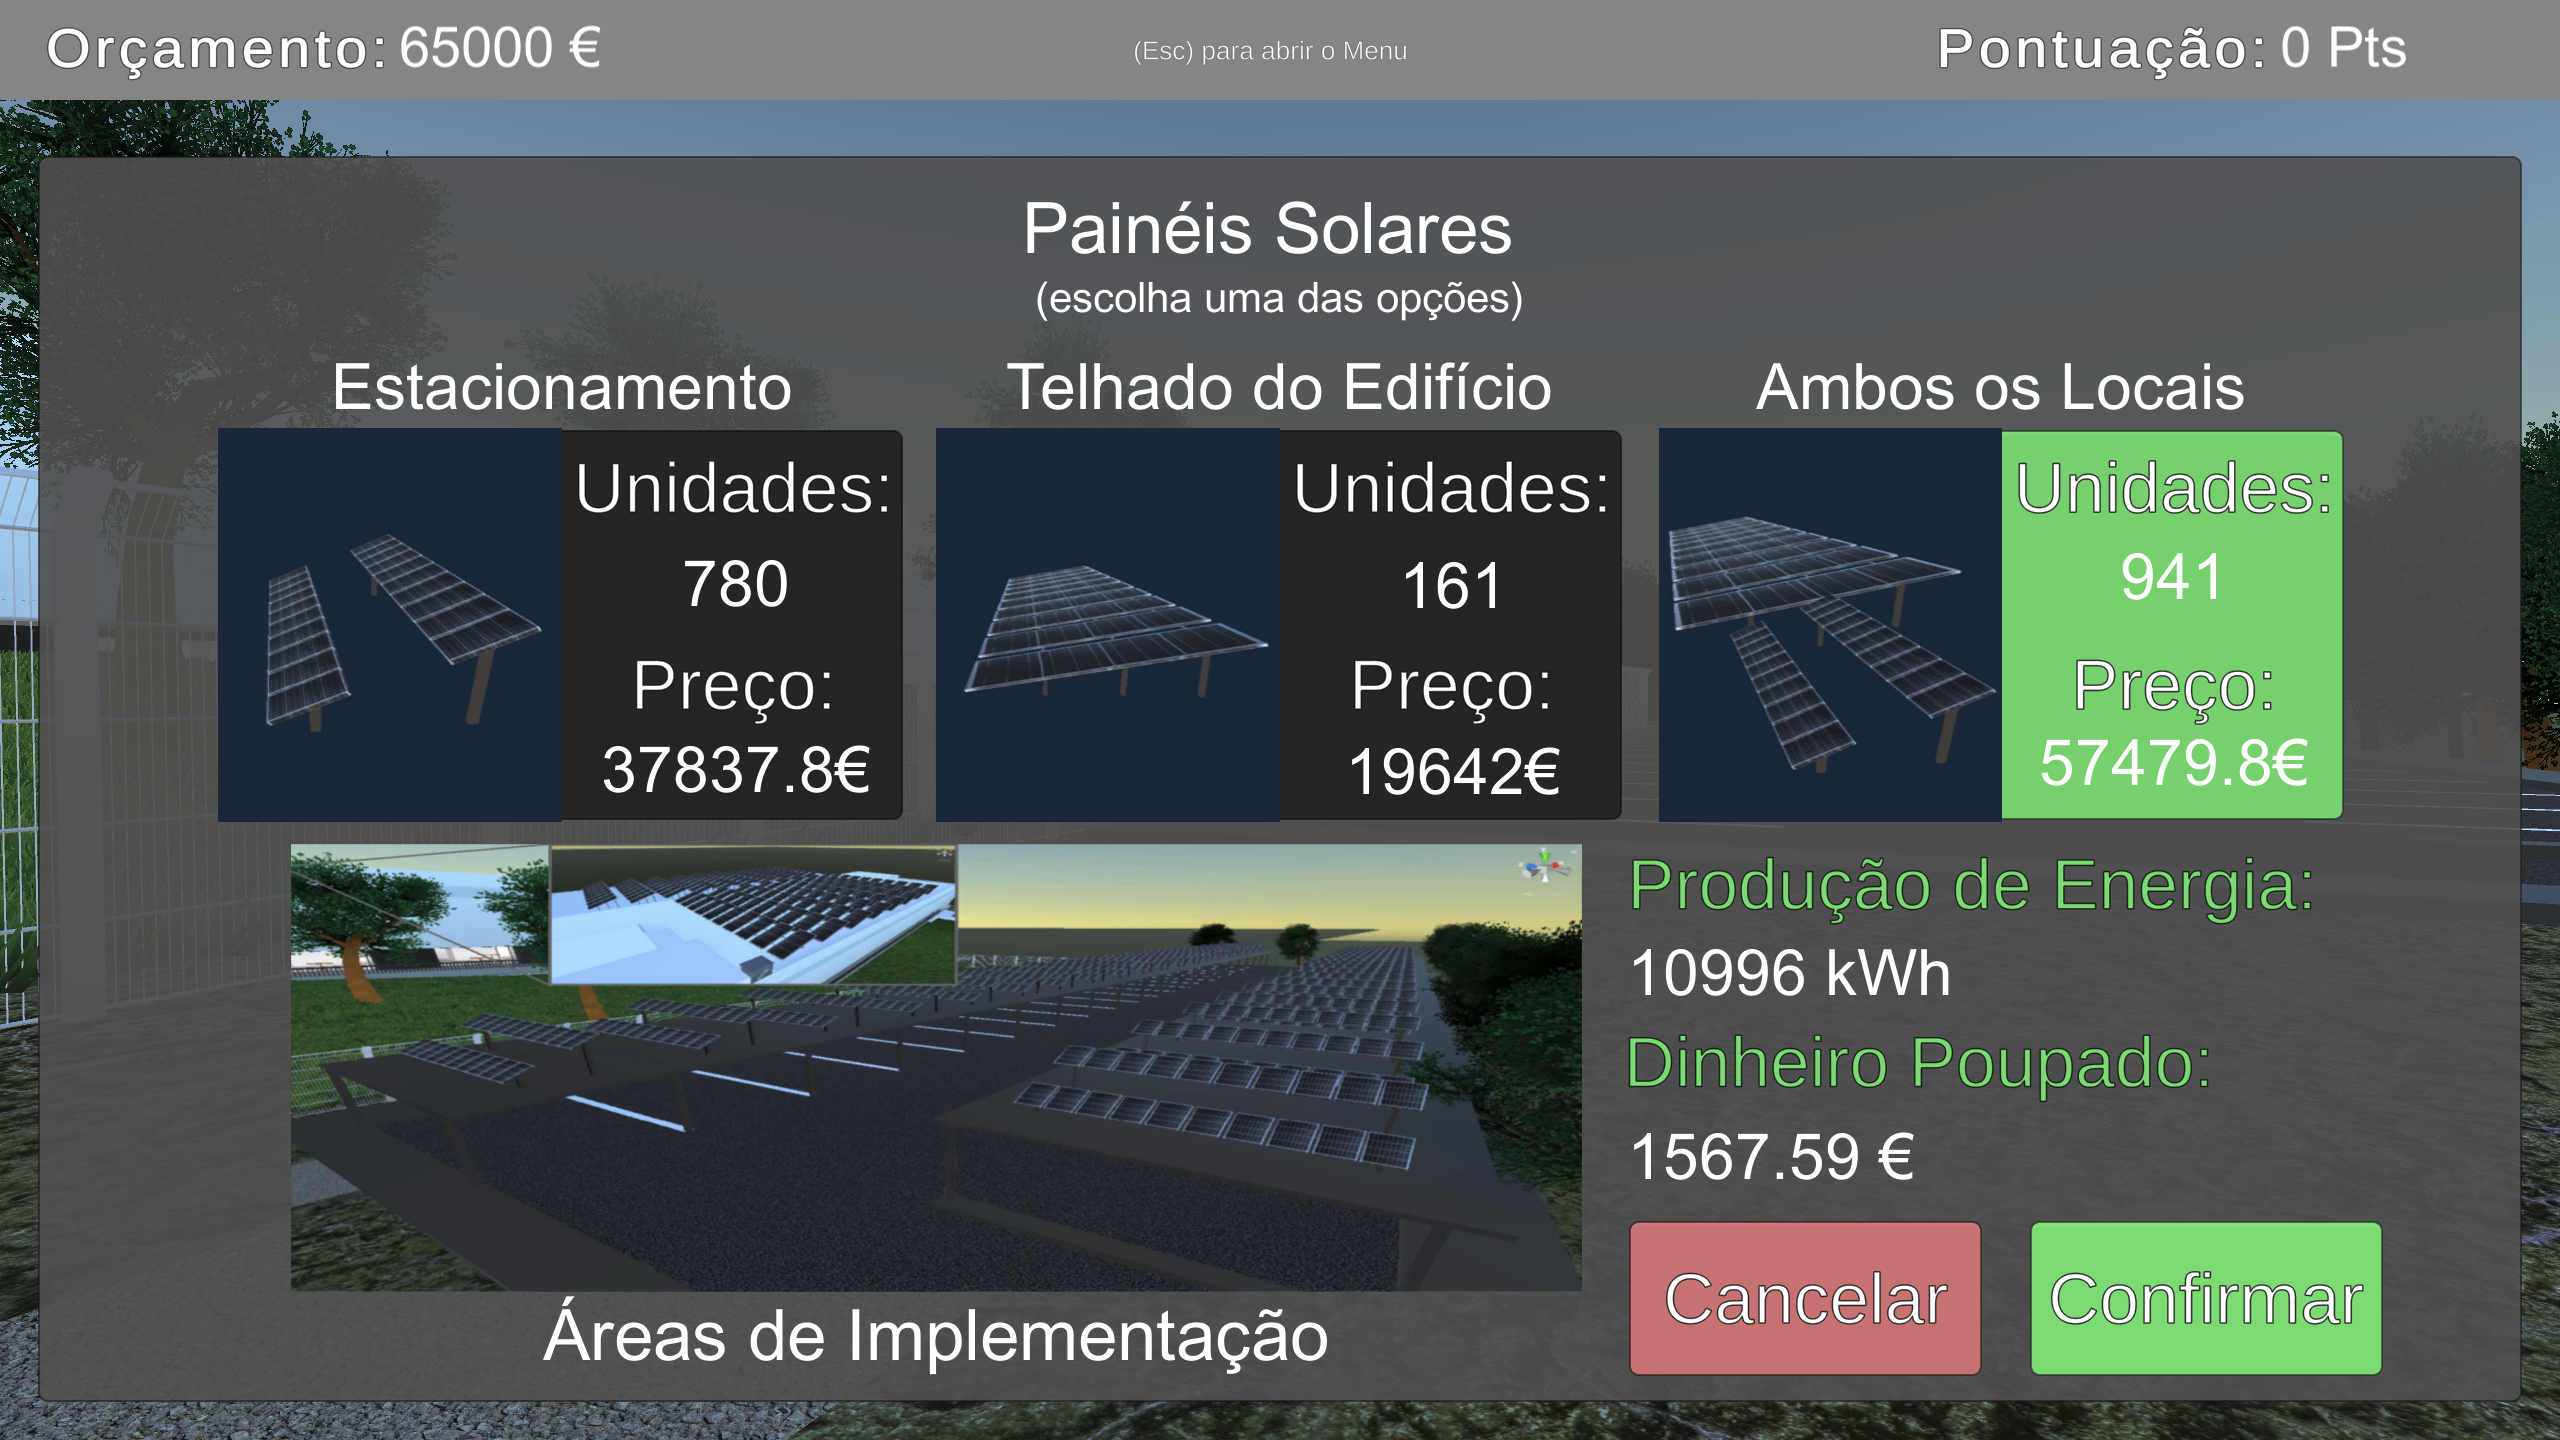 Orçamento: 65000 €
(Esc) para abrir o Menu
Pontuação: 0 Pts
Painéis Solares
(escolha uma das opções)
Estacionamento
Unidades:
780
Preço:
37837.8€
Telhado do Edifício
Unidades:
161
Preço:
19642€
Ambos os Locais
Unidades:
941
Preço:
57479.8€
Áreas de Implementação
Produção de Energia:
10996 kWh
Dinheiro Poupado:
1567.59 €
Cancelar
Confirmar